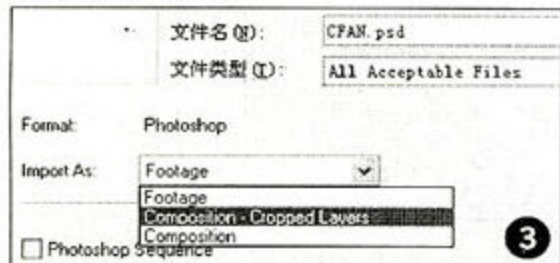 文件名(N): CFAN.psd
文件类型(T): All Acceptable Files
Format: Photoshop
Import As: Footage
Footage
Composition - Cropped Layers
Composition
Photoshop Sequence
3